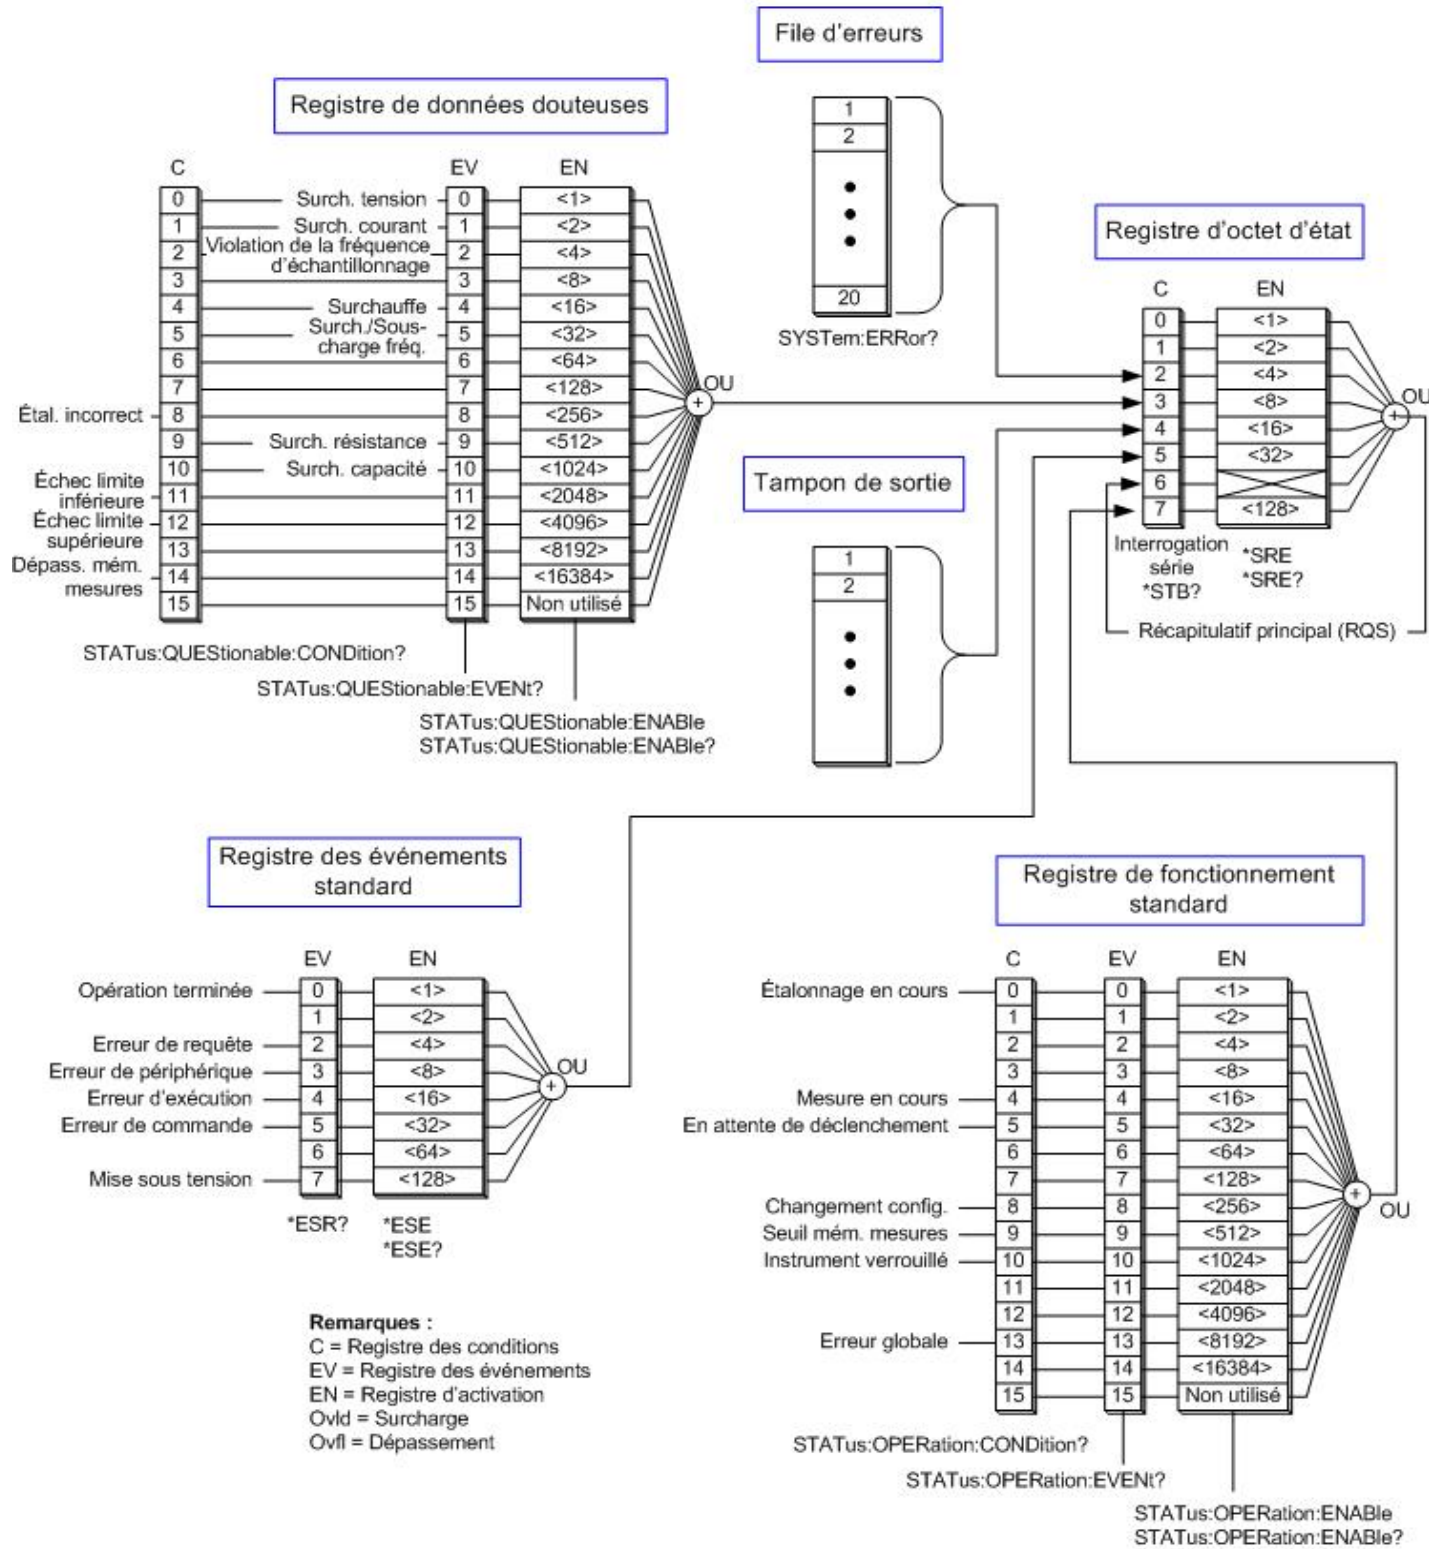 File d'erreurs
1
2
20
SYSTem:ERRor?
Registre de données douteuses
C EV EN
0 Surch. tension 0 <1>
1 Surch. courant 1 <2>
2 Violation de la fréquence d'échantillonnage 2 <4>
3 3 <8>
4 Surchauffe 4 <16>
5 Surch./Sous-charge fréq. 5 <32>
6 6 <64>
7 7 <128>
Étal. incorrect 8 8 <256>
9 Surch. résistance 9 <512>
10 Surch. capacité 10 <1024>
Échec limite inférieure 11 11 <2048>
Échec limite supérieure 12 12 <4096>
13 13 <8192>
Dépass. mém. mesures 14 14 <16384>
15 15 Non utilisé
OU
+
STATus:QUEStionable:CONDition?
STATus:QUEStionable:EVENt?
STATus:QUEStionable:ENABle
STATus:QUEStionable:ENABle?
Registre d'octet d'état
C EN
0 <1>
1 <2>
2 <4>
3 <8>
4 <16>
5 <32>
6
7 <128>
OU
+
Interrogation
série
*STB?
*SRE
*SRE?
Récapitulatif principal (RQS)
Tampon de sortie
1
2
Registre des événements
standard
EV EN
Opération terminée 0 <1>
1 <2>
Erreur de requête 2 <4>
Erreur de périphérique 3 <8>
Erreur d'exécution 4 <16>
Erreur de commande 5 <32>
6 <64>
Mise sous tension 7 <128>
OU
+
*ESR?
*ESE
*ESE?
Registre de fonctionnement
standard
C EV EN
Étalonnage en cours 0 0 <1>
1 1 <2>
2 2 <4>
3 3 <8>
Mesure en cours 4 4 <16>
En attente de déclenchement 5 5 <32>
6 6 <64>
7 7 <128>
Changement config. 8 8 <256>
Seuil mém. mesures 9 9 <512>
Instrument verrouillé 10 10 <1024>
11 11 <2048>
12 12 <4096>
Erreur globale 13 13 <8192>
14 14 <16384>
15 15 Non utilisé
+
OU
STATus:OPERation:CONDition?
STATus:OPERation:EVENt?
STATus:OPERation:ENABle
STATus:OPERation:ENABle?
Remarques :
C = Registre des conditions
EV = Registre des événements
EN = Registre d'activation
Ovld = Surcharge
Ovfl = Dépassement